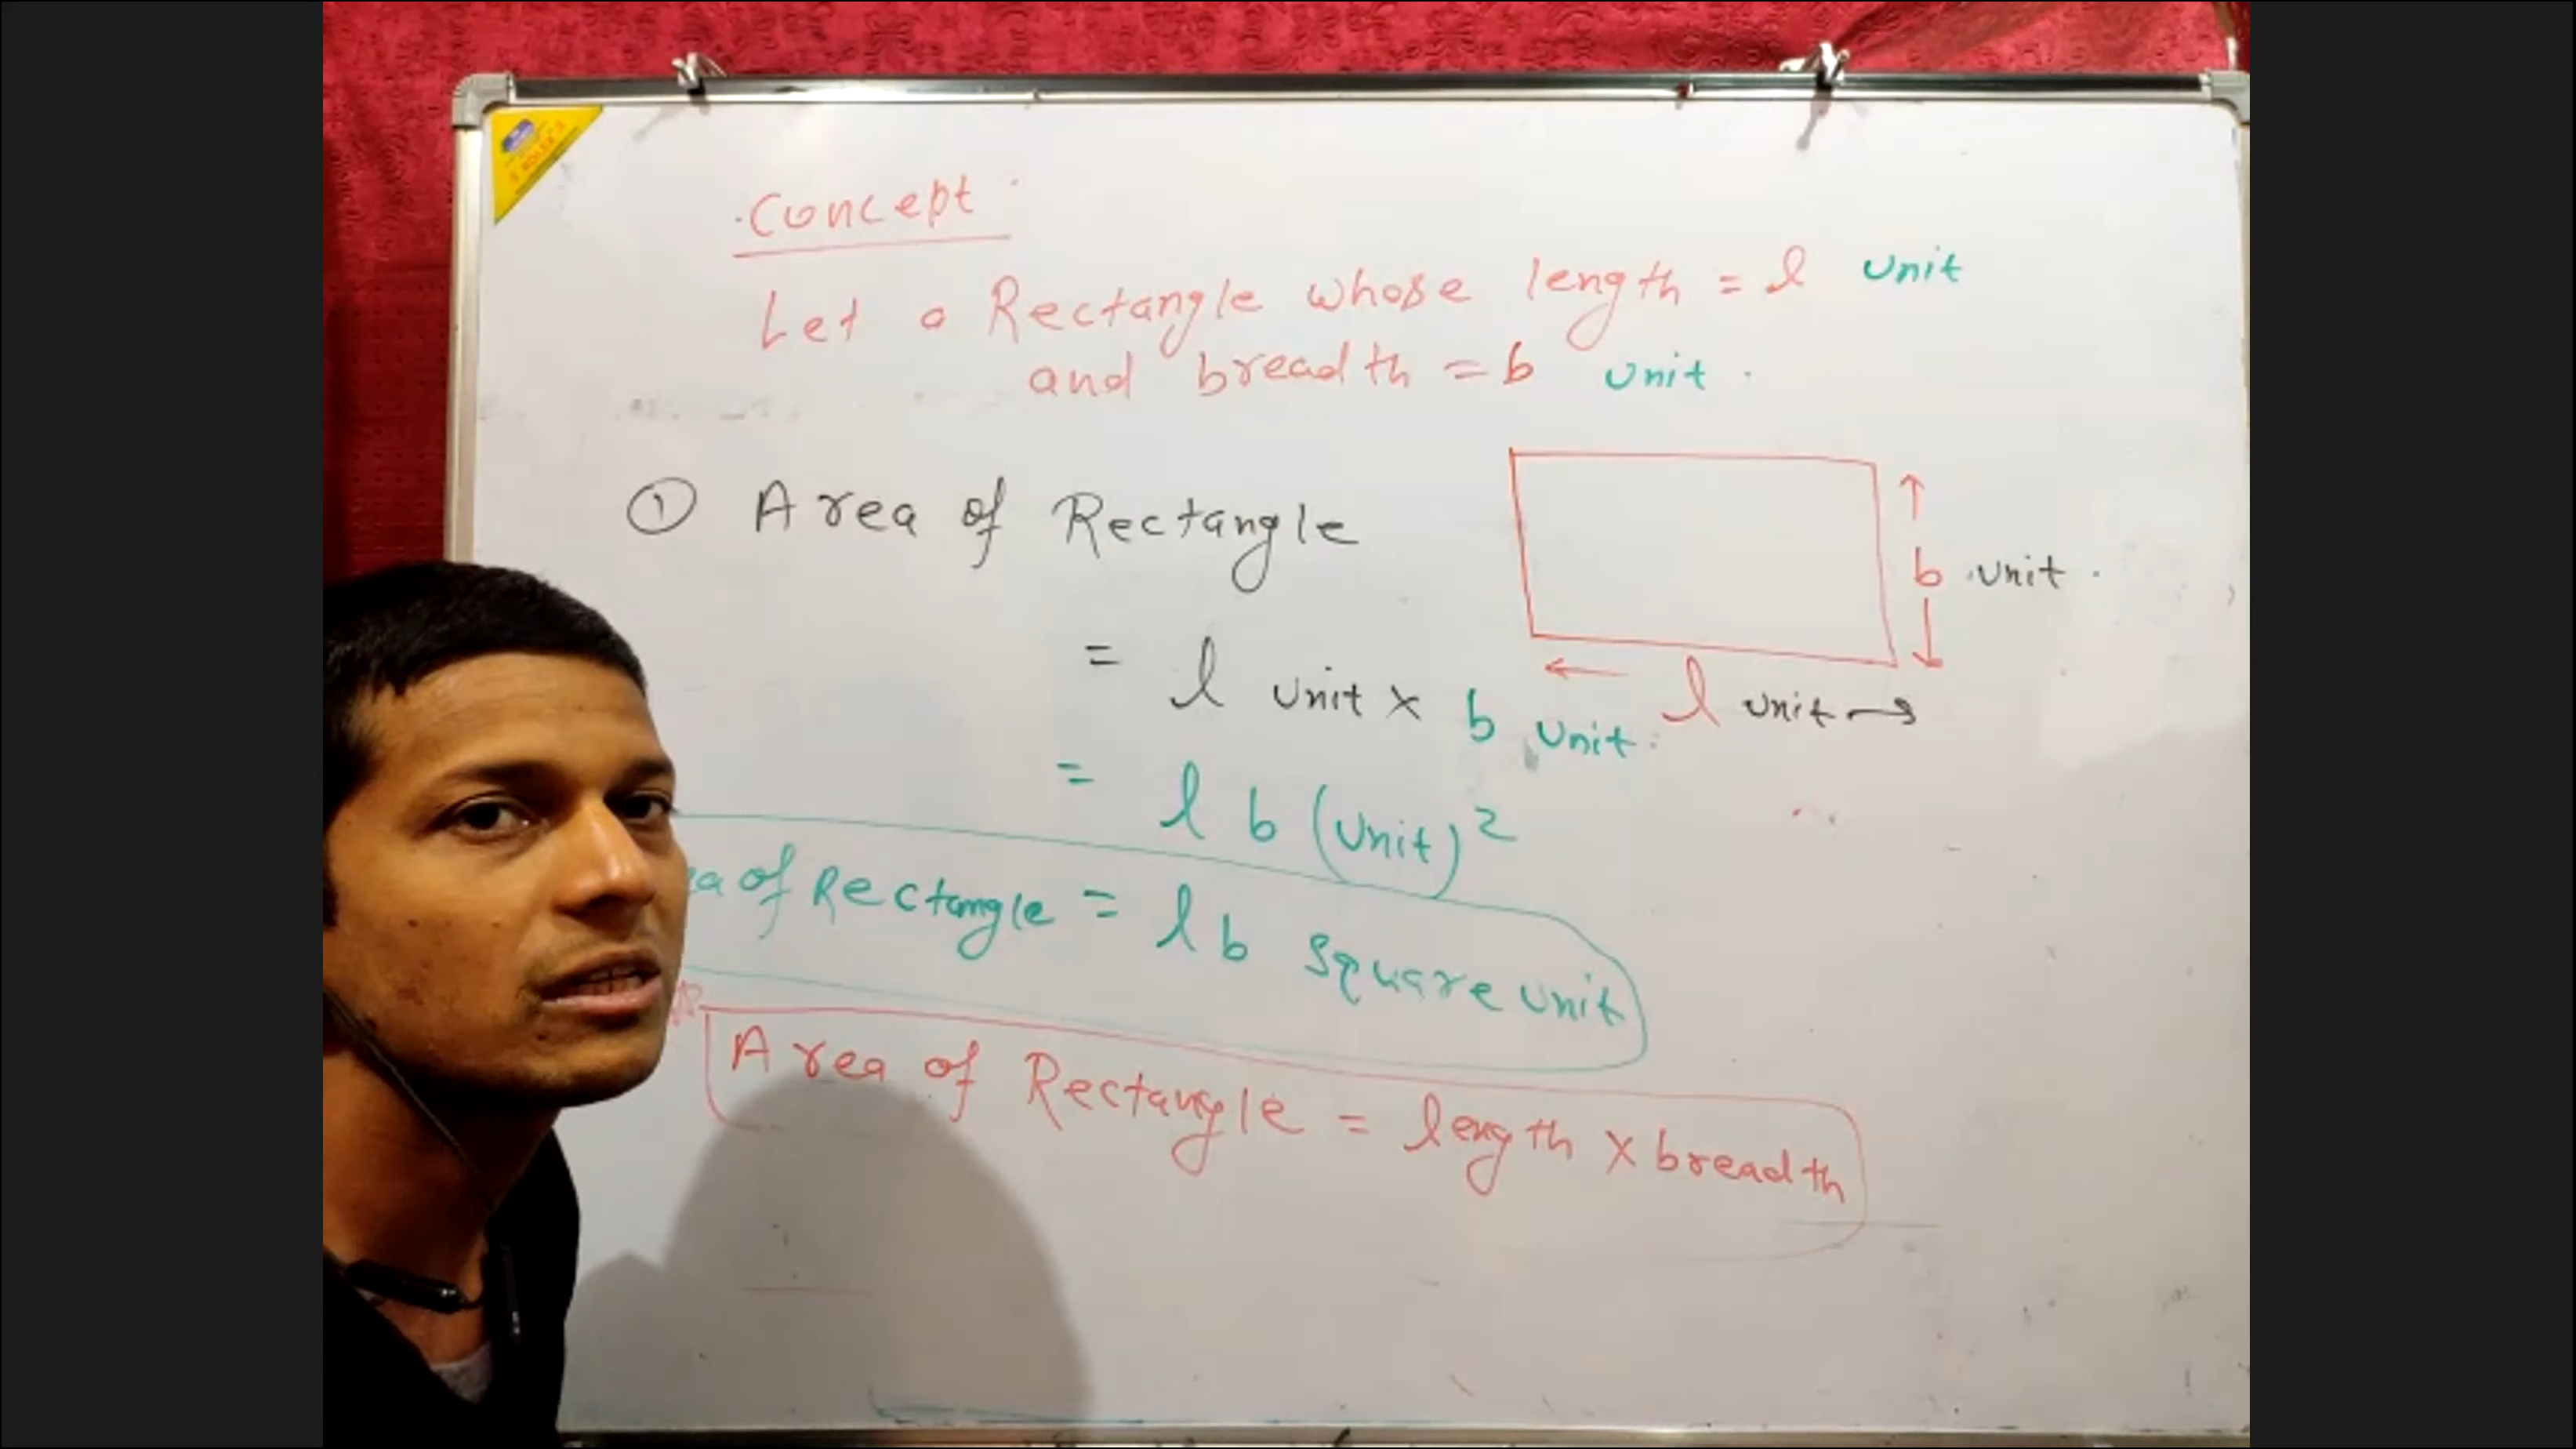 . Concept .
Let a Rectangle whose length = l unit
and breadth = b unit .
① Area of Rectangle
b unit .
l unit
= l unit × b unit .
= l b (unit)²
ea of Rectangle = l b square unit
Area of Rectangle = length × breadth